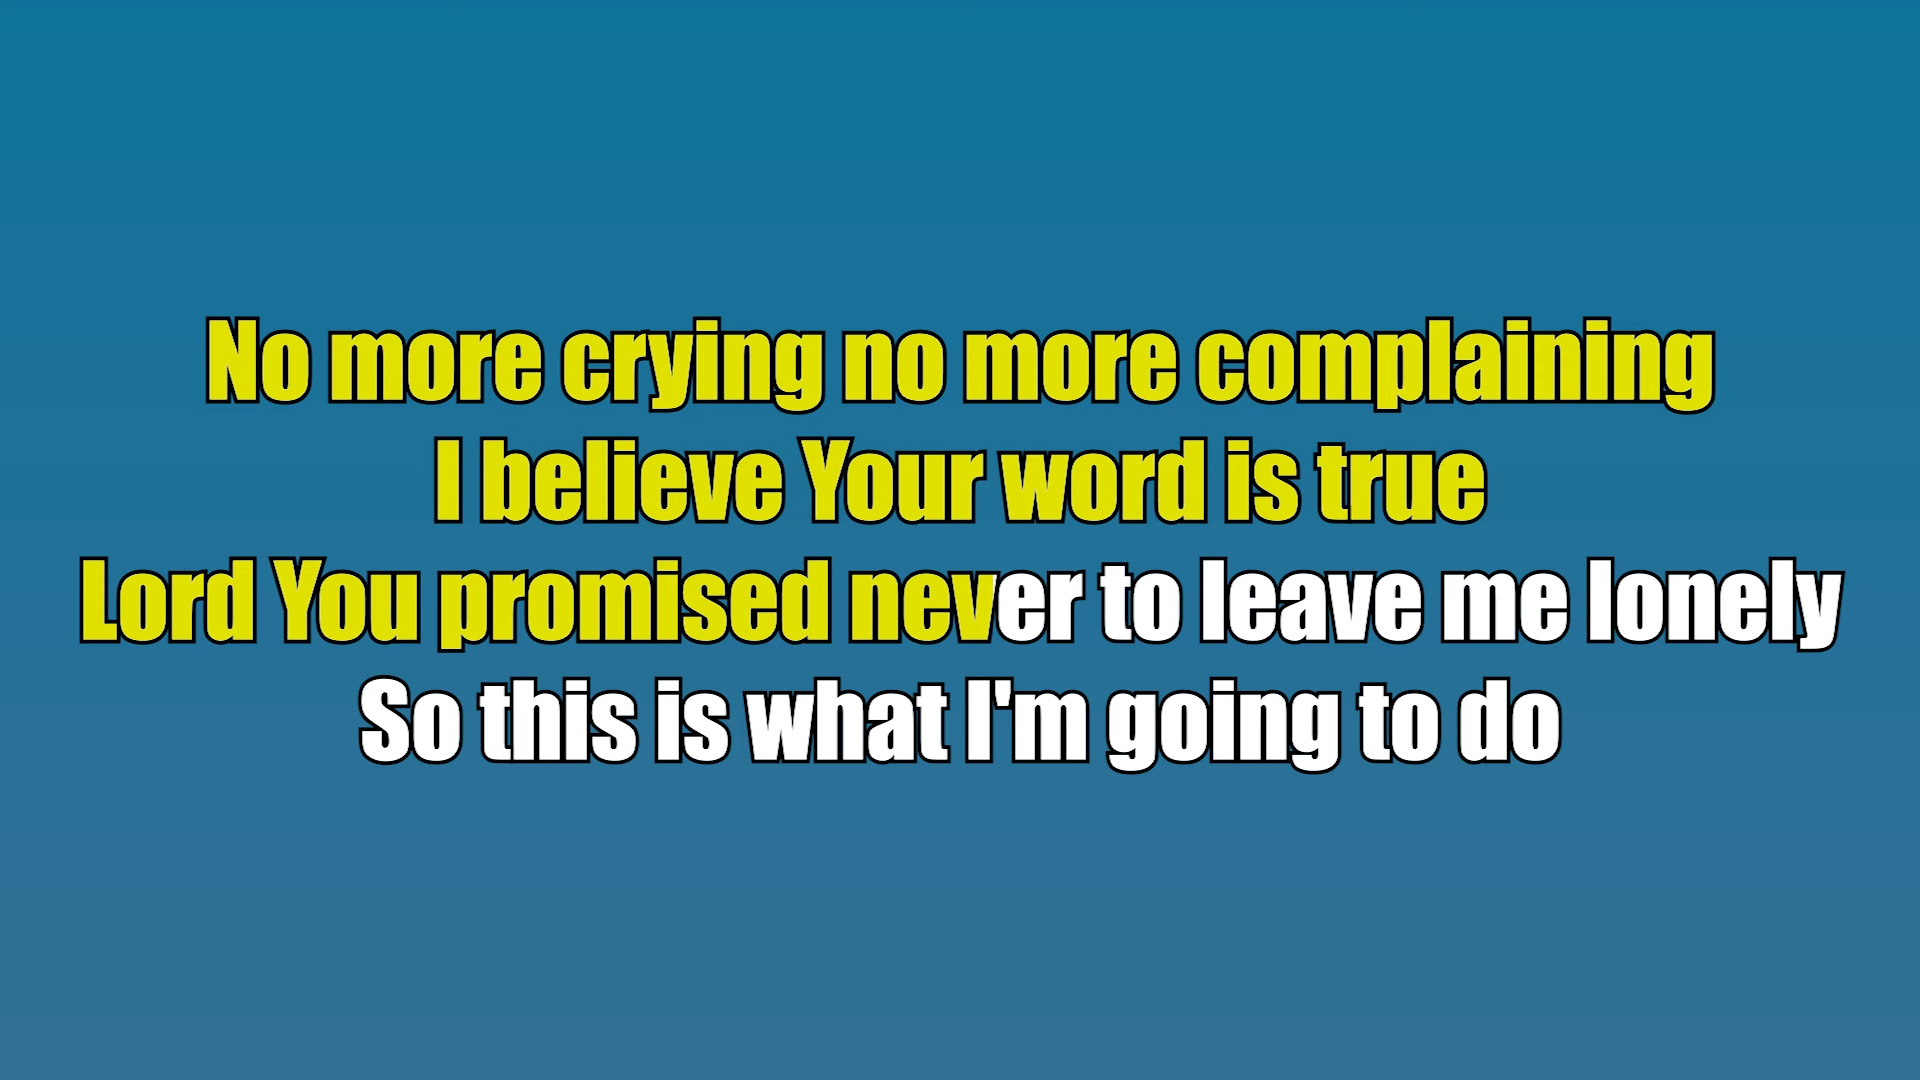 No more crying no more complaining
I believe Your word is true
Lord You promised never to leave me lonely
So this is what I'm going to do